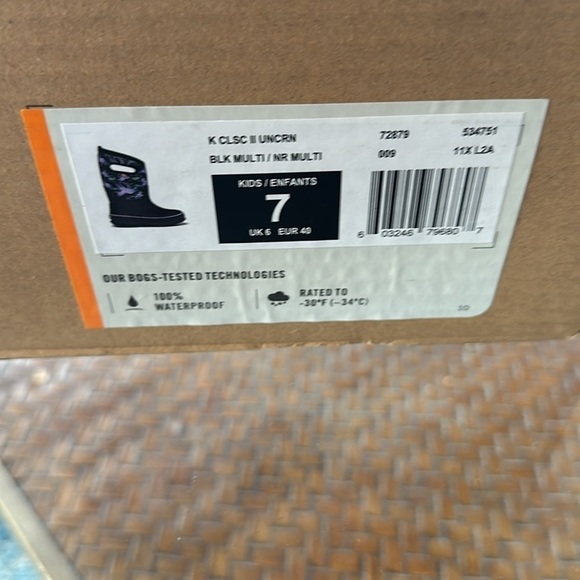 K CLSC II UNCRN 72879 534751
BLK MULTI / NR MULTI 009 11X L2A
KIDS / ENFANTS
7
UK 6 EUR 40
6 03246 79680 7
OUR BOGS-TESTED TECHNOLOGIES
100%
WATERPROOF
RATED TO
-30°F (-34°C)